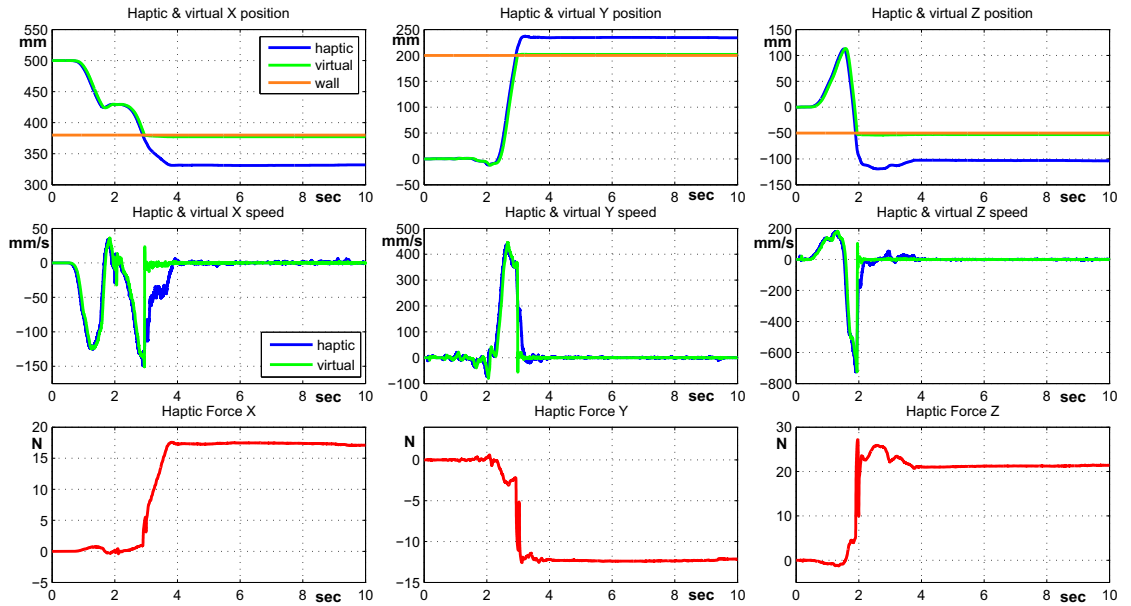 Haptic & virtual X position
Haptic & virtual Y position
Haptic & virtual Z position
mm
550
500
450
400
350
300
haptic
virtual
wall
0 2 4 6 8 10
sec
mm
250
200
150
100
50
0
−50
0 2 4 6 8 10
sec
mm
150
100
50
0
−50
−100
−150
0 2 4 6 8 10
sec
Haptic & virtual X speed
Haptic & virtual Y speed
Haptic & virtual Z speed
mm/s
50
0
−50
−100
−150
haptic
virtual
0 2 4 6 8 10
sec
mm/s
500
400
300
200
100
0
−100
0 2 4 6 8 10
sec
mm/s
200
0
−200
−400
−600
−800
0 2 4 6 8 10
sec
Haptic Force X
Haptic Force Y
Haptic Force Z
N
20
15
10
5
0
−5
0 2 4 6 8 10
sec
N
5
0
−5
−10
−15
0 2 4 6 8 10
sec
N
30
20
10
0
0 2 4 6 8 10
sec